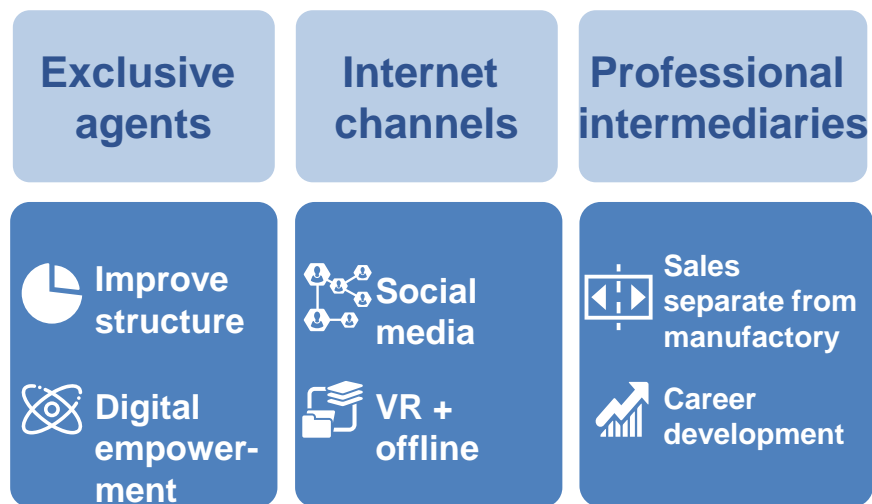 Exclusive
agents
Internet
channels
Professional
intermediaries
Improve
structure
Digital
empower-
ment
Social
media
VR +
offline
Sales
separate from
manufactory
Career
development